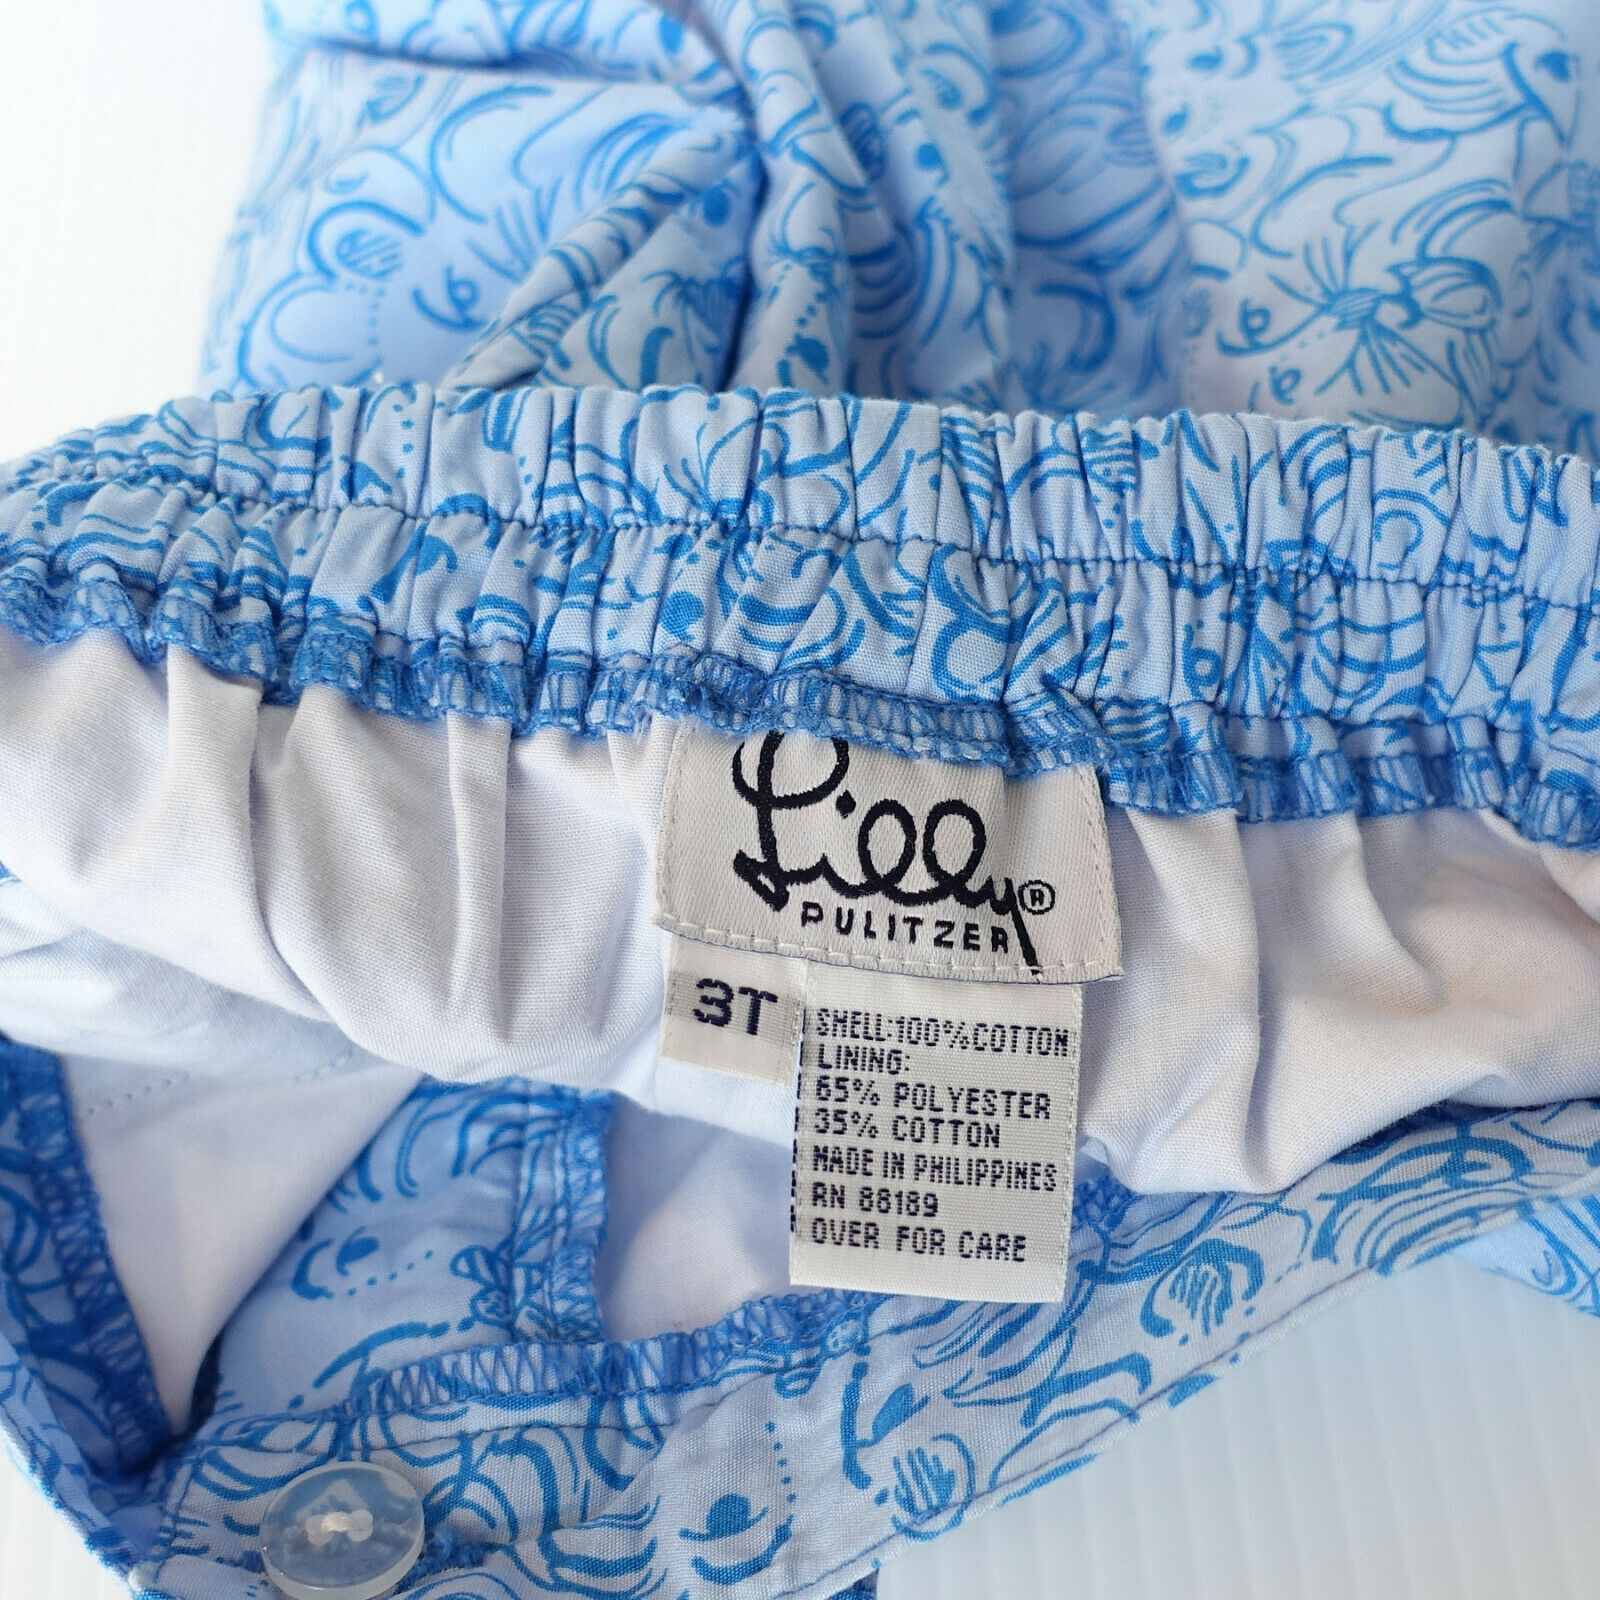 Lilly®
PULITZER
3T
SHELL:100%COTTON
LINING:
65% POLYESTER
35% COTTON
MADE IN PHILIPPINES
RN 88189
OVER FOR CARE